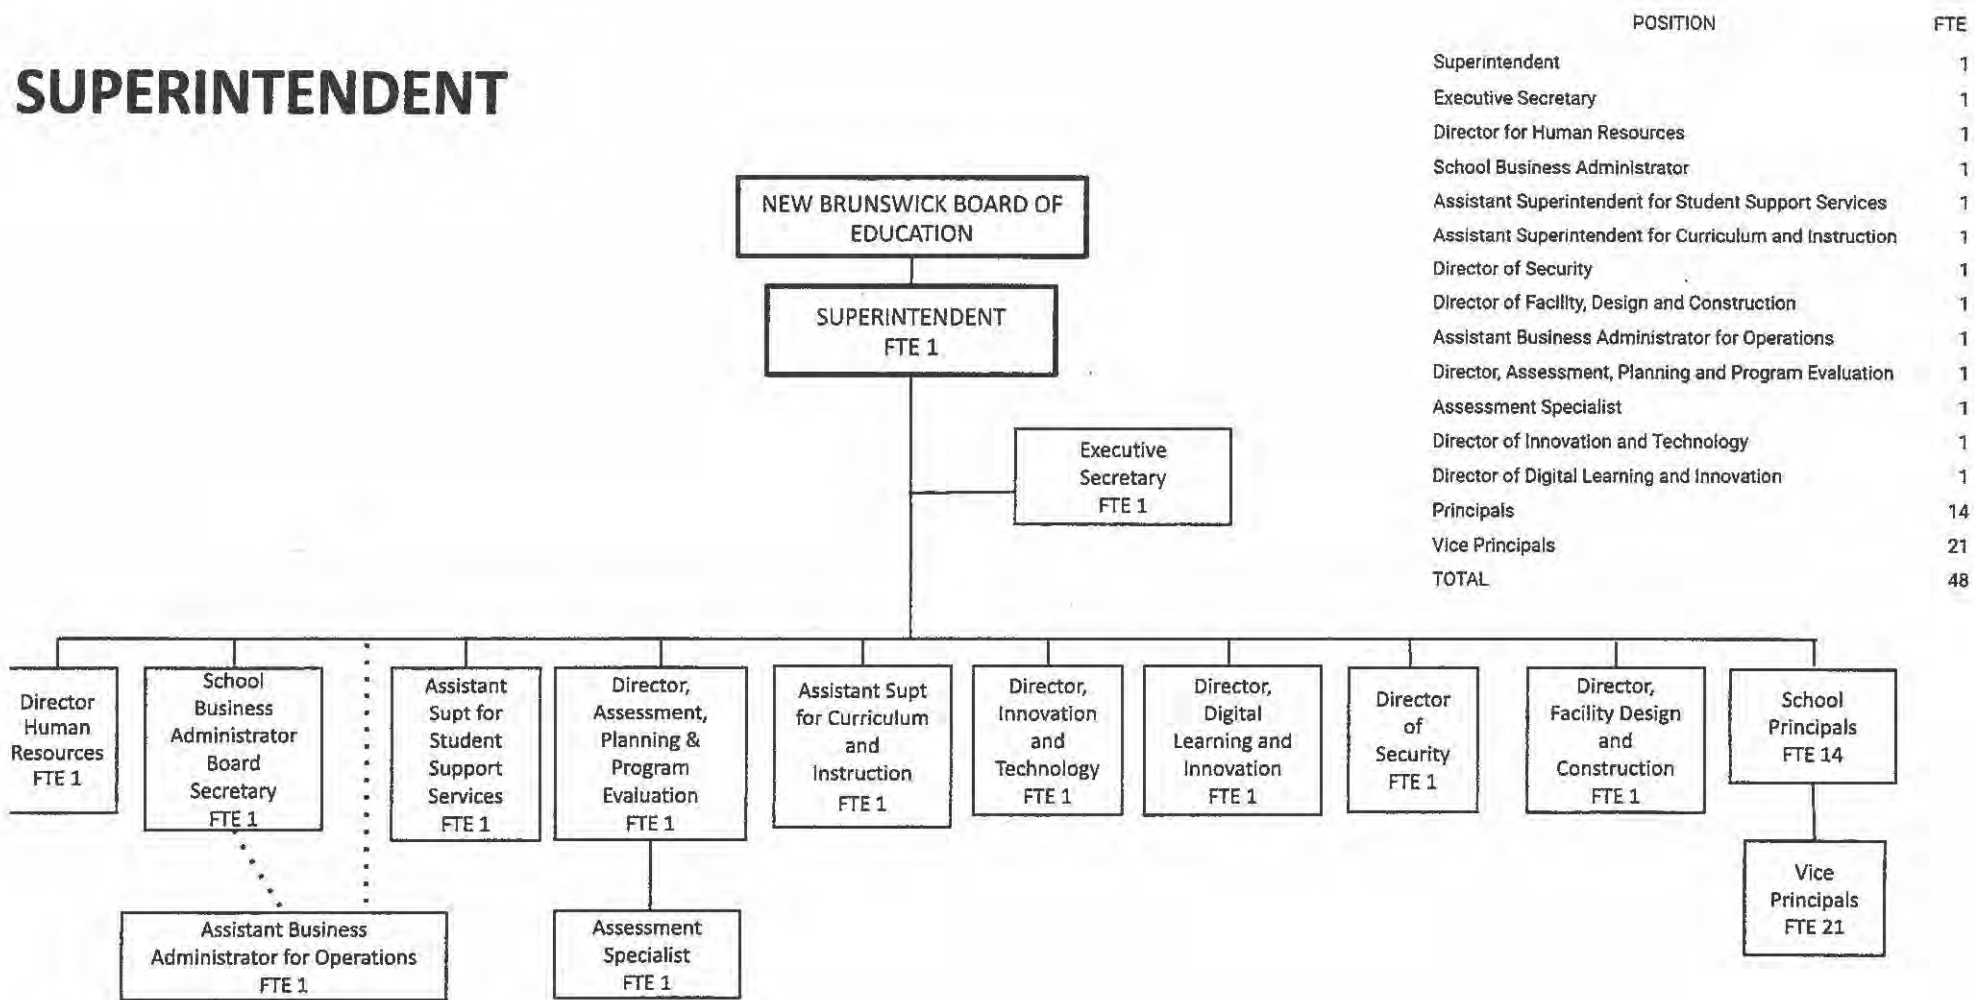 SUPERINTENDENT
POSITION FTE
Superintendent 1
Executive Secretary 1
Director for Human Resources 1
School Business Administrator 1
Assistant Superintendent for Student Support Services 1
Assistant Superintendent for Curriculum and Instruction 1
Director of Security 1
Director of Facility, Design and Construction 1
Assistant Business Administrator for Operations 1
Director, Assessment, Planning and Program Evaluation 1
Assessment Specialist 1
Director of Innovation and Technology 1
Director of Digital Learning and Innovation 1
Principals 14
Vice Principals 21
TOTAL 48
NEW BRUNSWICK BOARD OF
EDUCATION
SUPERINTENDENT
FTE 1
Executive
Secretary
FTE 1
Director
Human
Resources
FTE 1
School
Business
Administrator
Board
Secretary
FTE 1
Assistant
Supt for
Student
Support
Services
FTE 1
Director,
Assessment,
Planning &
Program
Evaluation
FTE 1
Assistant Supt
for Curriculum
and
Instruction
FTE 1
Director,
Innovation
and
Technology
FTE 1
Director,
Digital
Learning and
Innovation
FTE 1
Director
of
Security
FTE 1
Director,
Facility Design
and
Construction
FTE 1
School
Principals
FTE 14
Assistant Business
Administrator for Operations
FTE 1
Assessment
Specialist
FTE 1
Vice
Principals
FTE 21